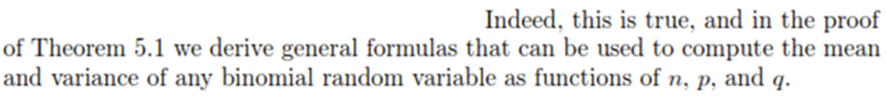 Indeed, this is true, and in the proof
of Theorem 5.1 we derive general formulas that can be used to compute the mean
and variance of any binomial random variable as functions of n, p, and q.